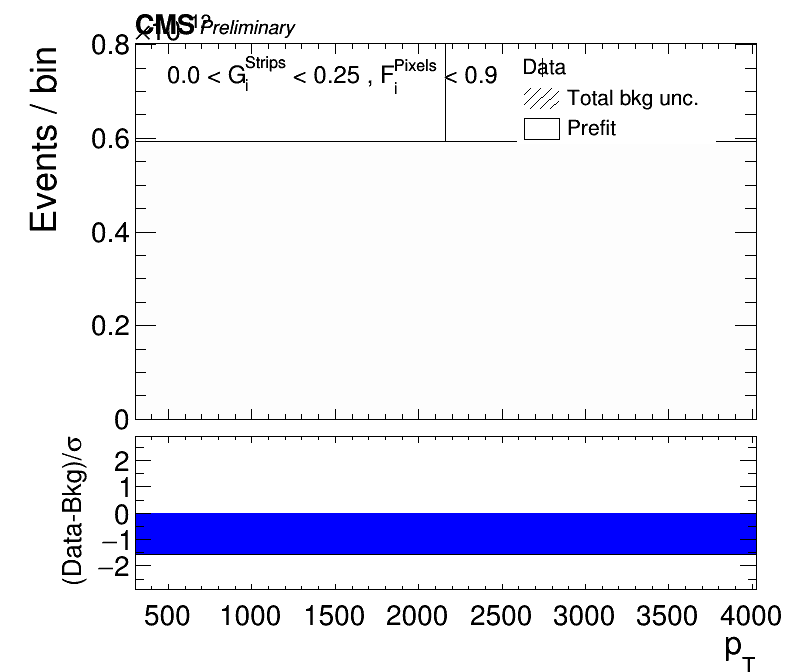 CMS Preliminary
×10^-12
Events / bin
0.8
0.6
0.4
0.2
0
0.0 < G_i^Strips < 0.25 , F_i^Pixels < 0.9
Data
Total bkg unc.
Prefit
(Data-Bkg)/σ
2
1
0
−1
−2
500 1000 1500 2000 2500 3000 3500 4000
p_T